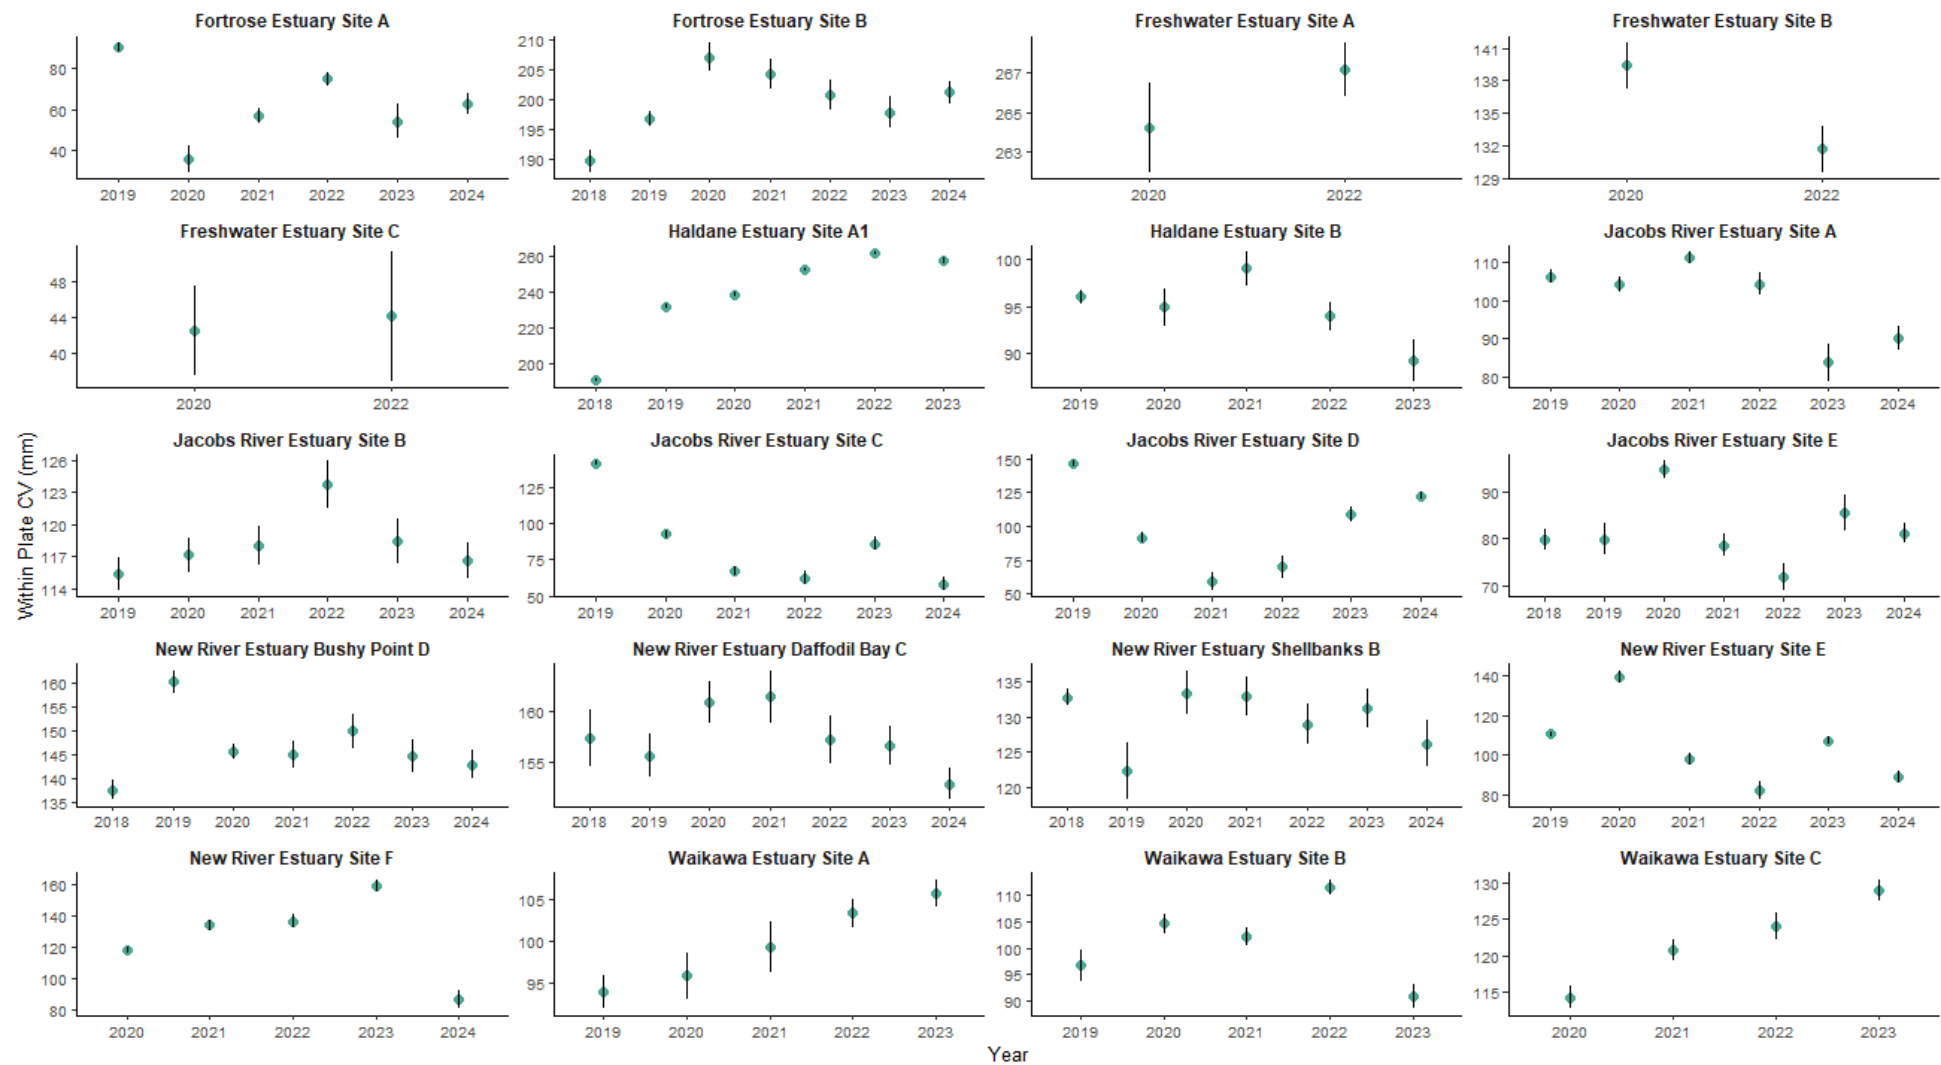 Fortrose Estuary Site A
80
60
40
2019 2020 2021 2022 2023 2024
Fortrose Estuary Site B
210
205
200
195
190
2018 2019 2020 2021 2022 2023 2024
Freshwater Estuary Site A
267
265
263
2020 2022
Freshwater Estuary Site B
141
138
135
132
129
2020 2022
Freshwater Estuary Site C
48
44
40
2020 2022
Haldane Estuary Site A1
260
240
220
200
2018 2019 2020 2021 2022 2023
Haldane Estuary Site B
100
95
90
2019 2020 2021 2022 2023
Jacobs River Estuary Site A
110
100
90
80
2019 2020 2021 2022 2023 2024
Within Plate CV (mm)
Jacobs River Estuary Site B
126
123
120
117
114
2019 2020 2021 2022 2023 2024
Jacobs River Estuary Site C
125
100
75
50
2019 2020 2021 2022 2023 2024
Jacobs River Estuary Site D
150
125
100
75
50
2019 2020 2021 2022 2023 2024
Jacobs River Estuary Site E
90
80
70
2018 2019 2020 2021 2022 2023 2024
New River Estuary Bushy Point D
160
155
150
145
140
135
2018 2019 2020 2021 2022 2023 2024
New River Estuary Daffodil Bay C
160
155
2018 2019 2020 2021 2022 2023 2024
New River Estuary Shellbanks B
135
130
125
120
2018 2019 2020 2021 2022 2023 2024
New River Estuary Site E
140
120
100
80
2019 2020 2021 2022 2023 2024
New River Estuary Site F
160
140
120
100
80
2020 2021 2022 2023 2024
Waikawa Estuary Site A
105
100
95
2019 2020 2021 2022 2023
Waikawa Estuary Site B
110
105
100
95
90
2019 2020 2021 2022 2023
Waikawa Estuary Site C
130
125
120
115
2020 2021 2022 2023
Year